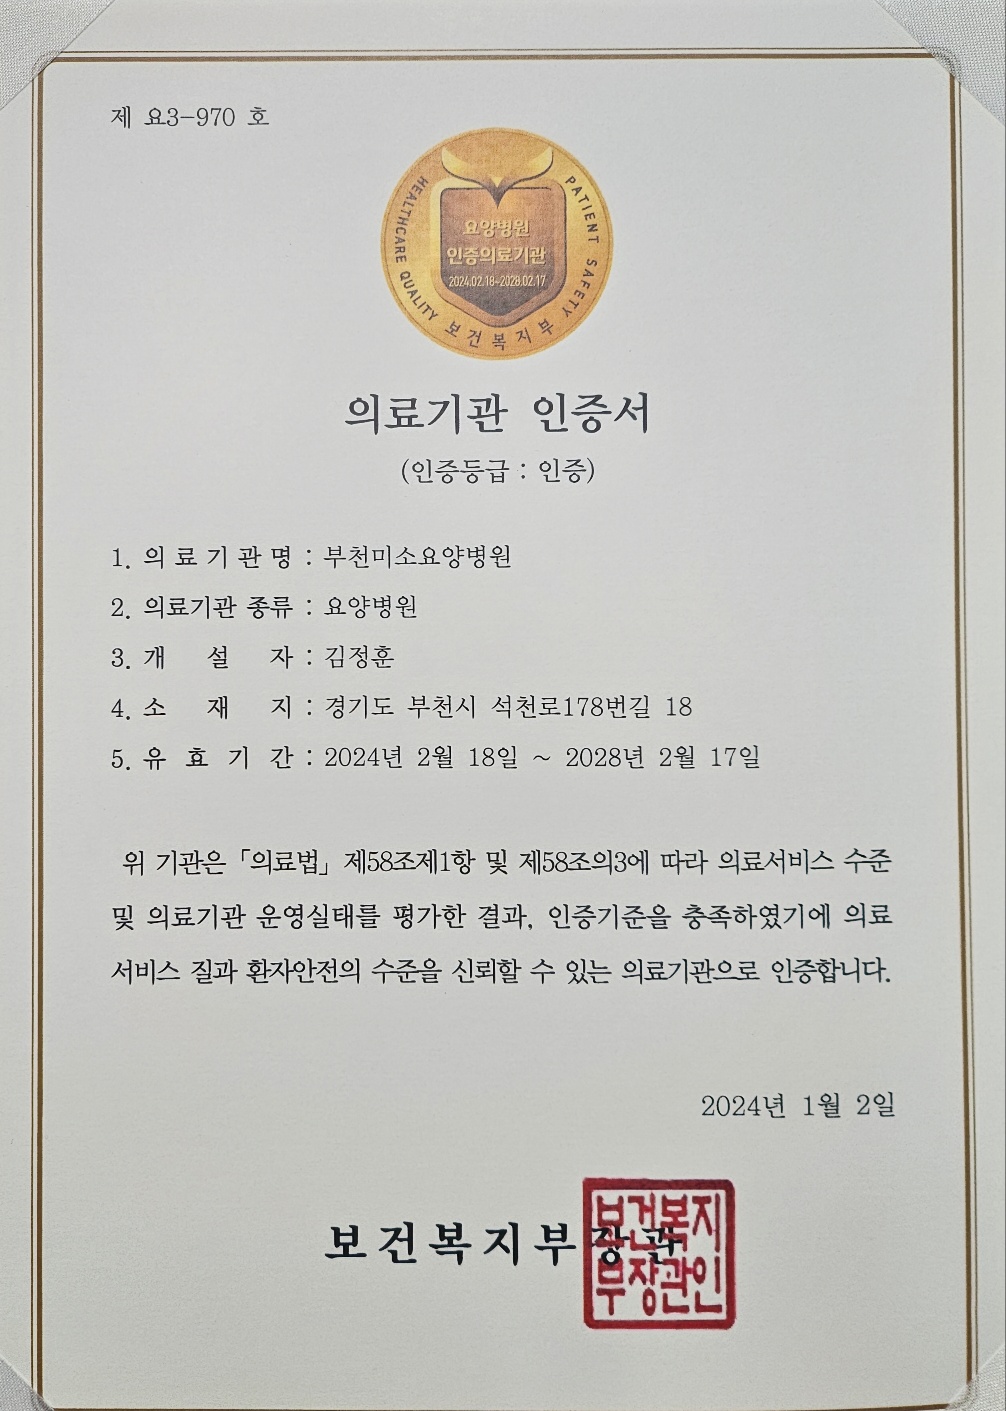 제 요3-970 호
HEALTHCARE QUALITY
PATIENT SAFETY
요양병원
인증의료기관
2024.02.18~2028.02.17
보건복지부
의료기관 인증서
(인증등급 : 인증)
1. 의료기관명 : 부천미소요양병원
2. 의료기관 종류 : 요양병원
3. 개 설 자 : 김정훈
4. 소 재 지 : 경기도 부천시 석천로178번길 18
5. 유 효 기 간 : 2024년 2월 18일 ~ 2028년 2월 17일
위 기관은「의료법」제58조제1항 및 제58조의3에 따라 의료서비스 수준
및 의료기관 운영실태를 평가한 결과, 인증기준을 충족하였기에 의료
서비스 질과 환자안전의 수준을 신뢰할 수 있는 의료기관으로 인증합니다.
2024년 1월 2일
보건복지부장관
보건복지
부장관인